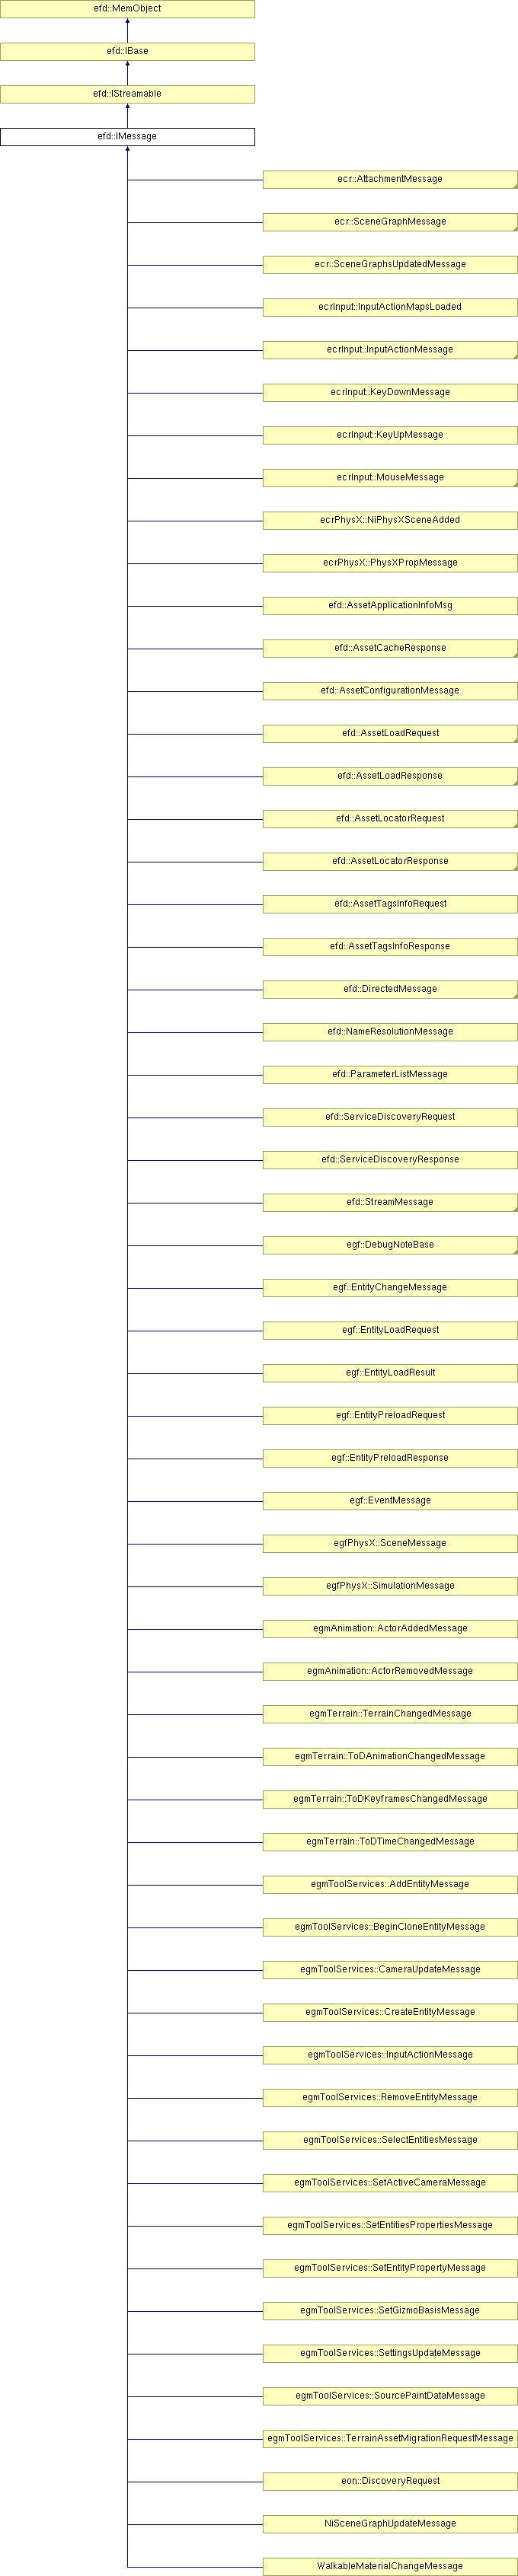 efd::MemObject
efd::IBase
efd::IStreamable
efd::IMessage
ecr::AttachmentMessage
ecr::SceneGraphMessage
ecr::SceneGraphsUpdatedMessage
ecrInput::InputActionMapsLoaded
ecrInput::InputActionMessage
ecrInput::KeyDownMessage
ecrInput::KeyUpMessage
ecrInput::MouseMessage
ecrPhysX::NiPhysXSceneAdded
ecrPhysX::PhysXPropMessage
efd::AssetApplicationInfoMsg
efd::AssetCacheResponse
efd::AssetConfigurationMessage
efd::AssetLoadRequest
efd::AssetLoadResponse
efd::AssetLocatorRequest
efd::AssetLocatorResponse
efd::AssetTagsInfoRequest
efd::AssetTagsInfoResponse
efd::DirectedMessage
efd::NameResolutionMessage
efd::ParameterListMessage
efd::ServiceDiscoveryRequest
efd::ServiceDiscoveryResponse
efd::StreamMessage
egf::DebugNoteBase
egf::EntityChangeMessage
egf::EntityLoadRequest
egf::EntityLoadResult
egf::EntityPreloadRequest
egf::EntityPreloadResponse
egf::EventMessage
egfPhysX::SceneMessage
egfPhysX::SimulationMessage
egmAnimation::ActorAddedMessage
egmAnimation::ActorRemovedMessage
egmTerrain::TerrainChangedMessage
egmTerrain::ToDAnimationChangedMessage
egmTerrain::ToDKeyframesChangedMessage
egmTerrain::ToDTimeChangedMessage
egmToolServices::AddEntityMessage
egmToolServices::BeginCloneEntityMessage
egmToolServices::CameraUpdateMessage
egmToolServices::CreateEntityMessage
egmToolServices::InputActionMessage
egmToolServices::RemoveEntityMessage
egmToolServices::SelectEntitiesMessage
egmToolServices::SetActiveCameraMessage
egmToolServices::SetEntitiesPropertiesMessage
egmToolServices::SetEntityPropertyMessage
egmToolServices::SetGizmoBasisMessage
egmToolServices::SettingsUpdateMessage
egmToolServices::SourcePaintDataMessage
egmToolServices::TerrainAssetMigrationRequestMessage
eon::DiscoveryRequest
NiSceneGraphUpdateMessage
WalkableMaterialChangeMessage